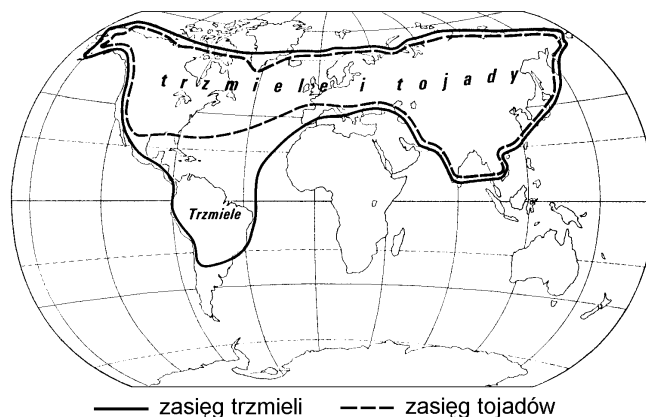 trzmiele i tojady
Trzmiele
zasięg trzmieli
zasięg tojadów